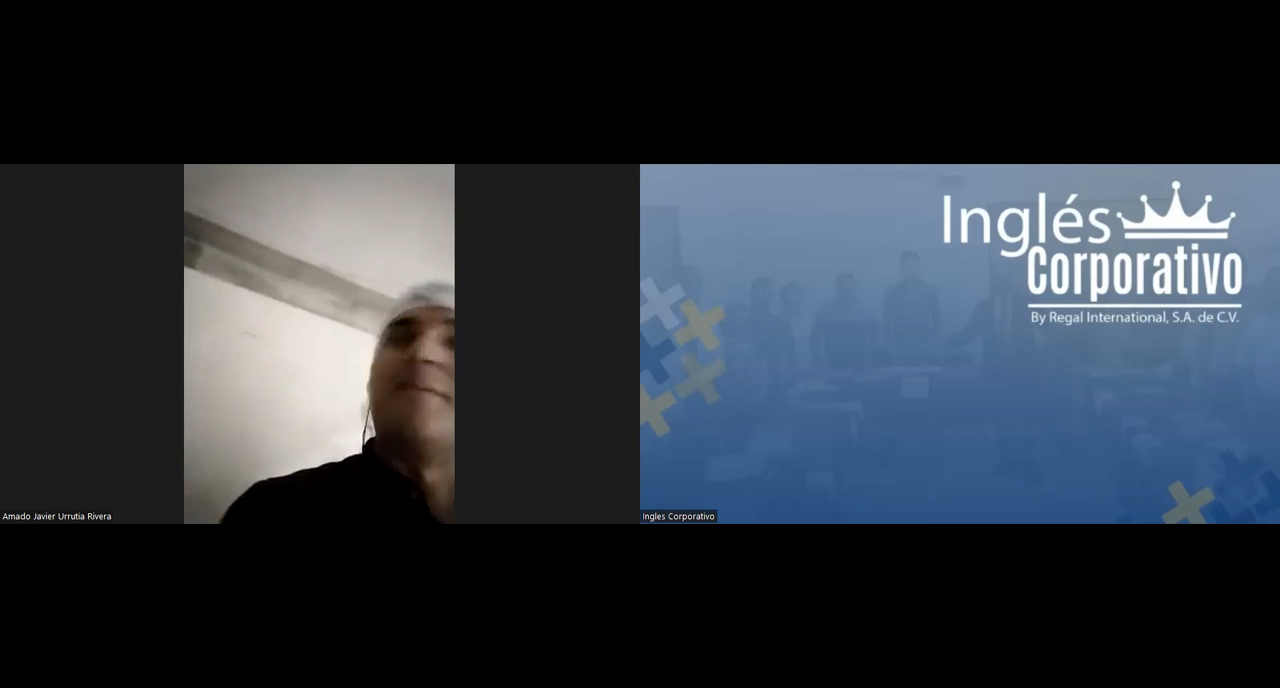 Inglés
Corporativo
By Regal International, S.A. de C.V.
Amado Javier Urrutia Rivera
Ingles Corporativo